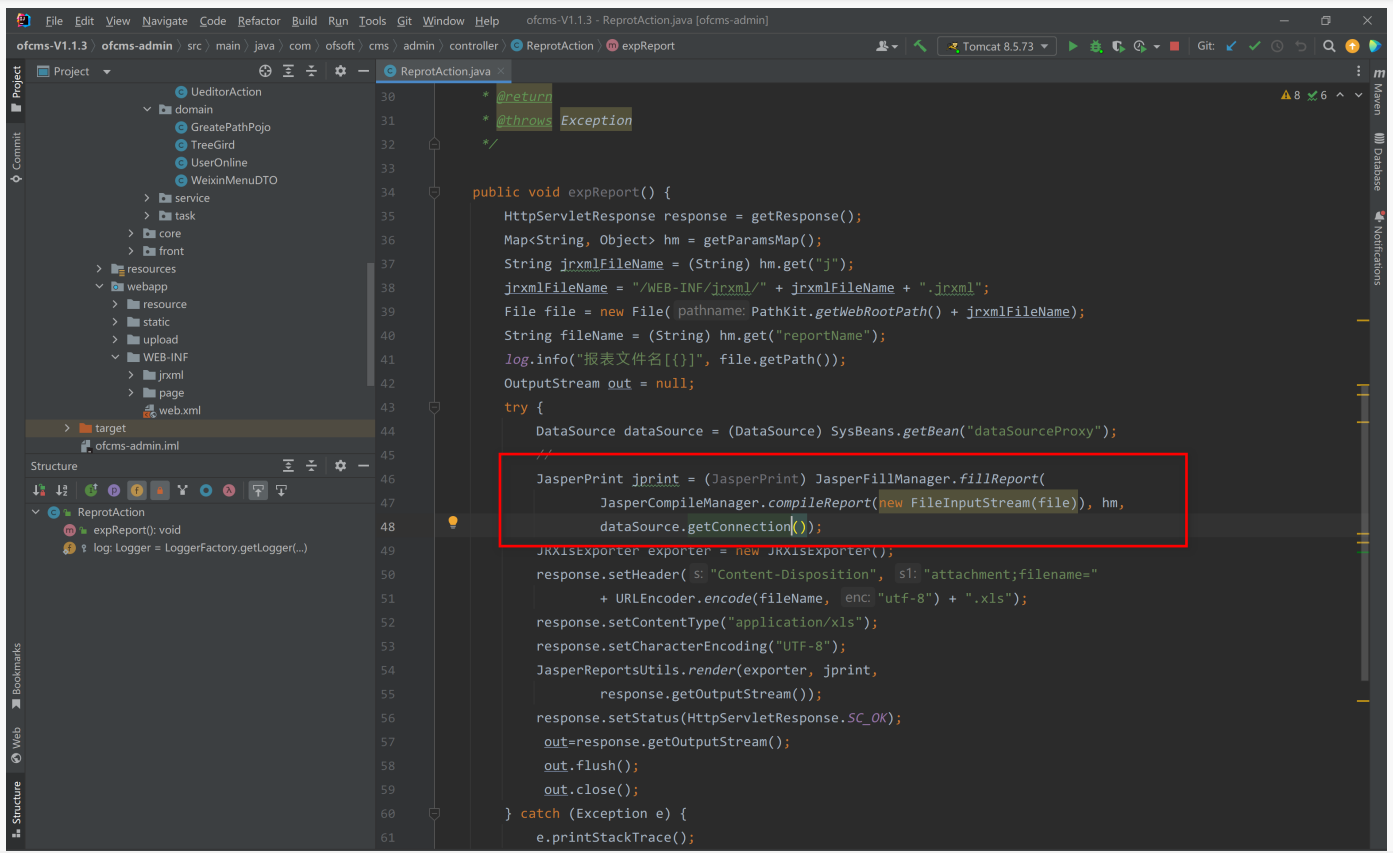 File Edit View Navigate Code Refactor Build Run Tools Git Window Help ofcms-V1.1.3 - ReprotAction.java [ofcms-admin]
ofcms-V1.1.3 ofcms-admin src main java com ofsoft cms admin controller ReprotAction expReport Tomcat 8.5.73 Git:
Project
ReprotAction.java
Project
Commit
Bookmarks
Web
Structure
UeditorAction
domain
GreatePathPojo
TreeGird
UserOnline
WeixinMenuDTO
service
task
core
front
resources
webapp
resource
static
upload
WEB-INF
jrxml
page
web.xml
target
ofcms-admin.iml
Structure
ReprotAction
expReport(): void
log: Logger = LoggerFactory.getLogger(...)
8 6
30 * @return
31 * @throws Exception
32 */
33
34 public void expReport() {
35 HttpServletResponse response = getResponse();
36 Map<String, Object> hm = getParamsMap();
37 String jrxmlFileName = (String) hm.get("j");
38 jrxmlFileName = "/WEB-INF/jrxml/" + jrxmlFileName + ".jrxml";
39 File file = new File( pathname: PathKit.getWebRootPath() + jrxmlFileName);
40 String fileName = (String) hm.get("reportName");
41 log.info("报表文件名[{}]", file.getPath());
42 OutputStream out = null;
43 try {
44 DataSource dataSource = (DataSource) SysBeans.getBean("dataSourceProxy");
45 //
46 JasperPrint jprint = (JasperPrint) JasperFillManager.fillReport(
47 JasperCompileManager.compileReport(new FileInputStream(file)), hm,
48 dataSource.getConnection());
49 JRXlsExporter exporter = new JRXlsExporter();
50 response.setHeader( s: "Content-Disposition", s1: "attachment;filename="
51 + URLEncoder.encode(fileName, enc: "utf-8") + ".xls");
52 response.setContentType("application/xls");
53 response.setCharacterEncoding("UTF-8");
54 JasperReportsUtils.render(exporter, jprint,
55 response.getOutputStream());
56 response.setStatus(HttpServletResponse.SC_OK);
57 out=response.getOutputStream();
58 out.flush();
59 out.close();
60 } catch (Exception e) {
61 e.printStackTrace();
Maven
Database
Notifications